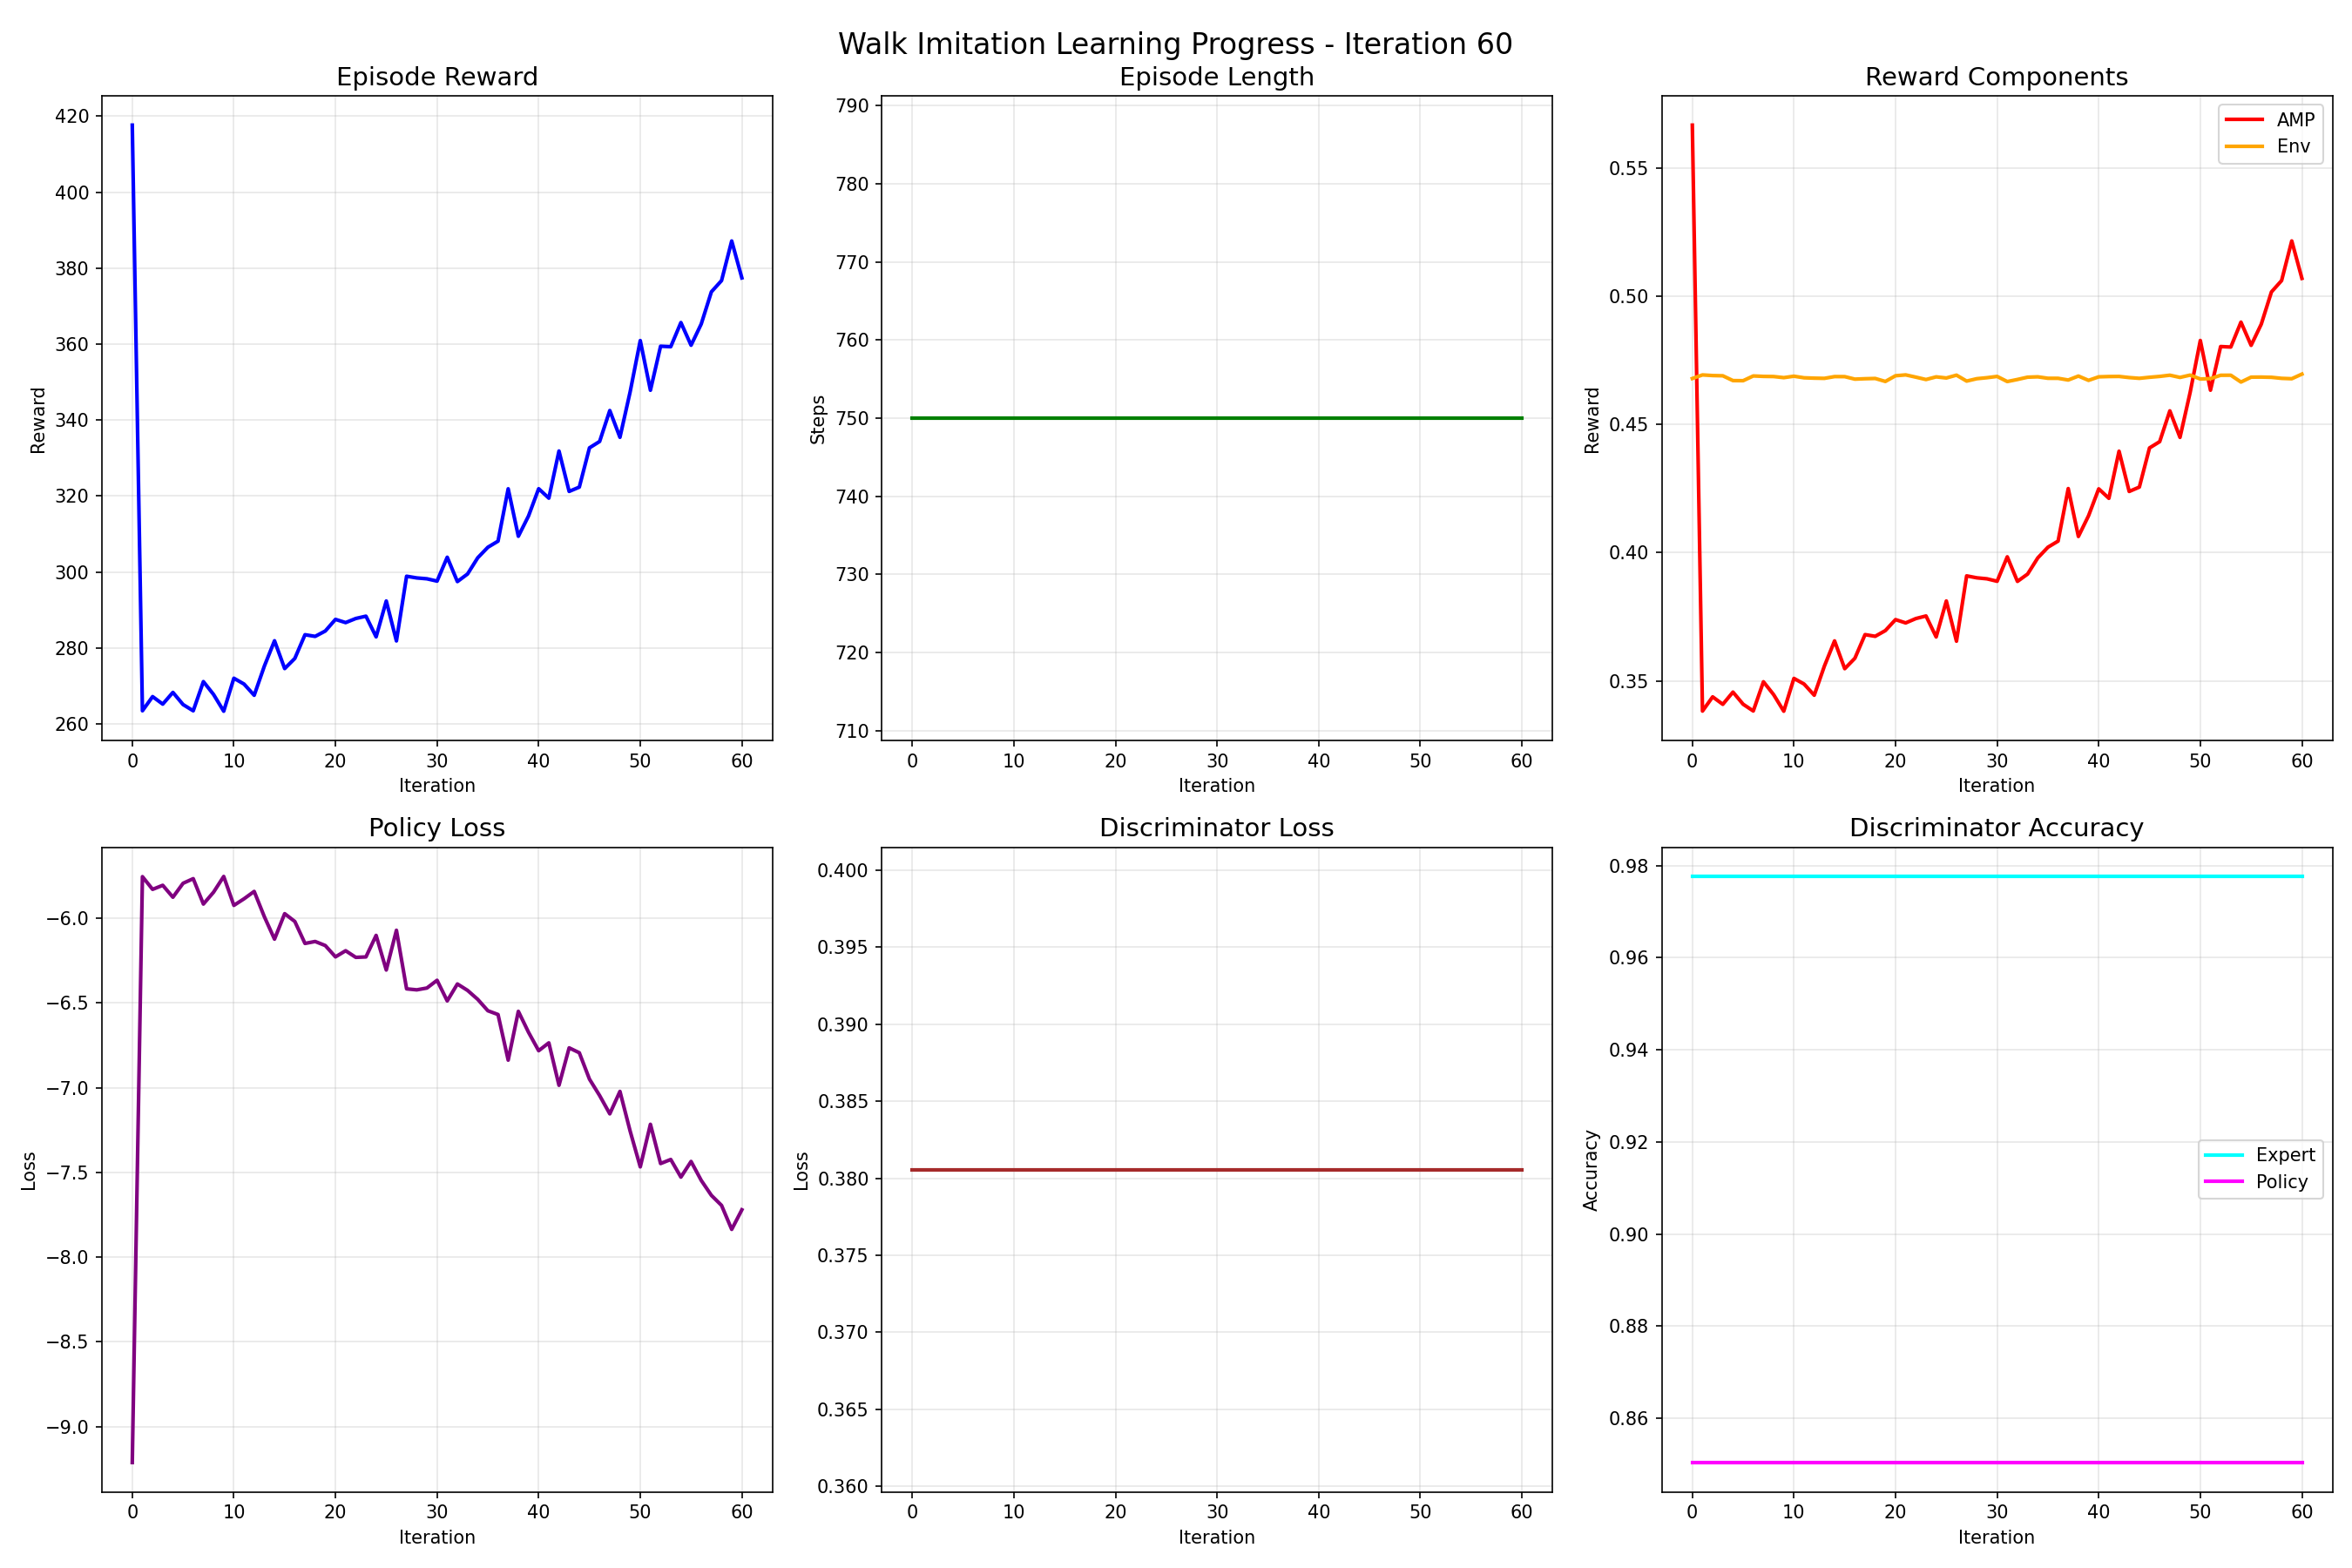 Walk Imitation Learning Progress - Iteration 60
Episode Reward
420
400
380
360
340
320
300
280
260
Reward
0 10 20 30 40 50 60
Iteration
Episode Length
790
780
770
760
750
740
730
720
710
Steps
0 10 20 30 40 50 60
Iteration
Reward Components
AMP
Env
0.55
0.50
0.45
0.40
0.35
Reward
0 10 20 30 40 50 60
Iteration
Policy Loss
−6.0
−6.5
−7.0
−7.5
−8.0
−8.5
−9.0
Loss
0 10 20 30 40 50 60
Iteration
Discriminator Loss
0.400
0.395
0.390
0.385
0.380
0.375
0.370
0.365
0.360
Loss
0 10 20 30 40 50 60
Iteration
Discriminator Accuracy
0.98
0.96
0.94
0.92
0.90
0.88
0.86
Accuracy
Expert
Policy
0 10 20 30 40 50 60
Iteration